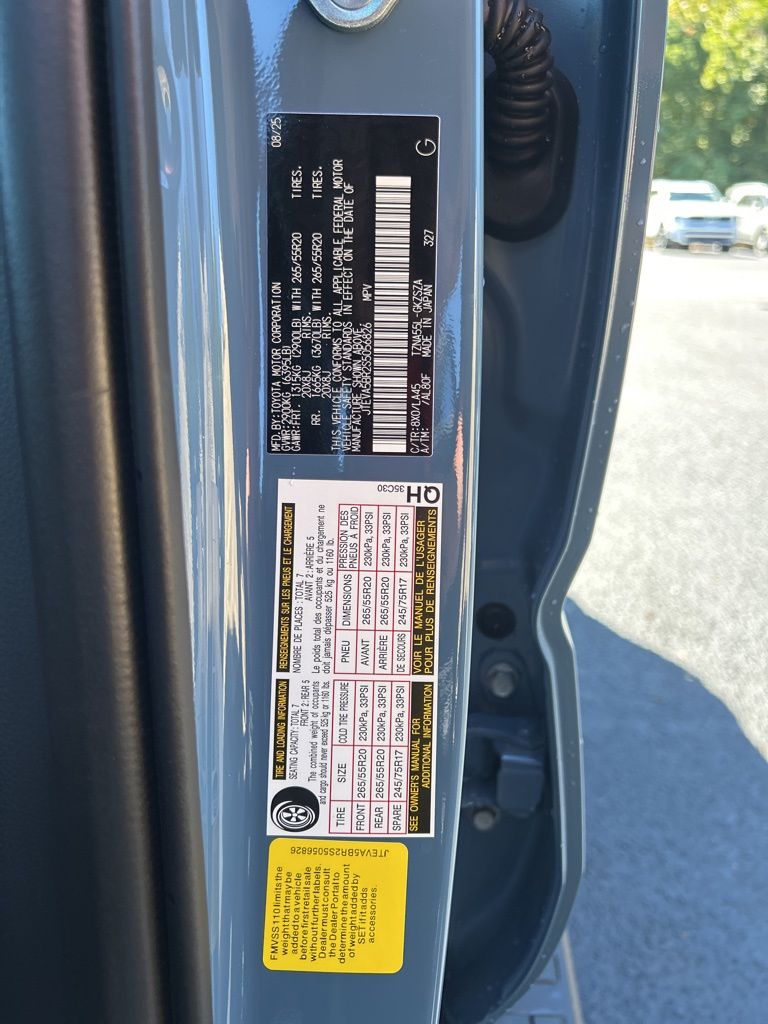 MFD.BY:TOYOTA MOTOR CORPORATION 08/25
GVWR:2900KG (6395LB)
GAWR:FRT. 1315KG (2900LB) WITH 265/55R20 TIRES.
20X8J RIMS.
RR. 1665KG (3670LB) WITH 265/55R20 TIRES.
20X8J RIMS.
THIS VEHICLE CONFORMS TO ALL APPLICABLE FEDERAL MOTOR
VEHICLE SAFETY STANDARDS IN EFFECT ON THE DATE OF
MANUFACTURE SHOWN ABOVE.
JTEVA5BR2S5056826 MPV
C/TR:8X0/LA45 TZNA55L-GKZSZA
A/TM: /AL80F MADE IN JAPAN 327 G
TIRE AND LOADING INFORMATION
SEATING CAPACITY:TOTAL 7
FRONT 2:REAR 5
The combined weight of occupants
and cargo should never exceed 525 kg or 1160 lbs.
TIRE SIZE COLD TIRE PRESSURE
FRONT 265/55R20 230kPa, 33PSI
REAR 265/55R20 230kPa, 33PSI
SPARE 245/75R17 230kPa, 33PSI
SEE OWNER'S MANUAL FOR
ADDITIONAL INFORMATION
RENSEIGNEMENTS SUR LES PNEUS ET LE CHARGEMENT
NOMBRE DE PLACES :TOTAL 7
AVANT 2:ARRIÈRE 5
Le poids total des occupants et du chargement ne
doit jamais dépasser 525 kg ou 1160 lb.
PNEU DIMENSIONS PRESSION DES
PNEUS À FROID
AVANT 265/55R20 230kPa, 33PSI
ARRIÈRE 265/55R20 230kPa, 33PSI
DE SECOURS 245/75R17 230kPa, 33PSI
VOIR LE MANUEL DE L'USAGER
POUR PLUS DE RENSEIGNEMENTS
35C30
QH
FMVSS 110 limits the
weight that may be
added to a vehicle
before first retail sale
without further labels.
Dealer must consult
the Dealer Portal to
determine the amount
of weight added by
SET if it adds
accessories.
JTEVA5BR2S5056826